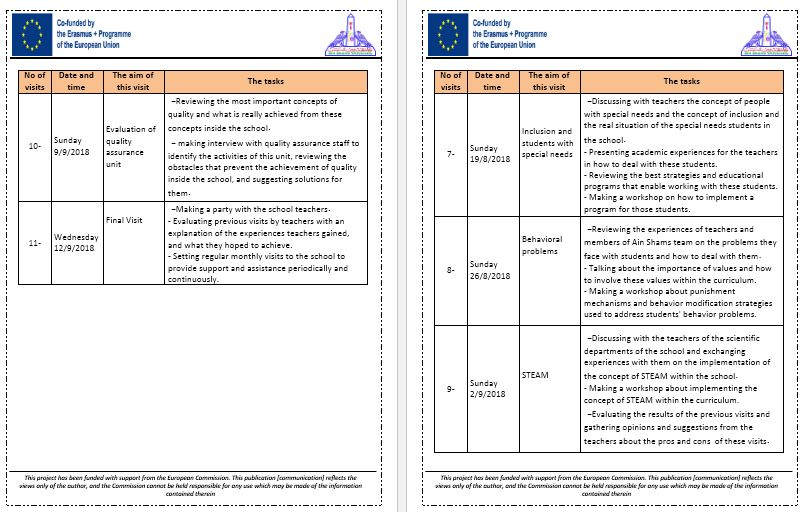 Co-funded by the
Erasmus + Programme
of the European Union
No of visits
Date and time
The aim of this visit
The tasks
10-
Sunday
9/9/2018
Evaluation of
quality
assurance
unit
–Reviewing the most important concepts of
quality and what is really achieved from these
concepts inside the school-
– making interview with quality assurance staff to
identify the activities of this unit, reviewing the
obstacles that prevent the achievement of quality
inside the school, and suggesting solutions for
them-
11-
Wednesday
12/9/2018
Final Visit
–Making a party with the school teachers-
- Evaluating previous visits by teachers with an
explanation of the experiences teachers gained,
and what they hoped to achieve.
- Setting regular monthly visits to the school to
provide support and assistance periodically and
continuously.
This project has been funded with support from the European Commission. This publication [communication] reflects the
views only of the author, and the Commission cannot be held responsible for any use which may be made of the information
contained therein
Co-funded by the
Erasmus + Programme
of the European Union
No of visits
Date and time
The aim of this visit
The tasks
7-
Sunday
19/8/2018
Inclusion and
students with
special needs
–Discussing with teachers the concept of people
with special needs and the concept of inclusion and
the real situation of the special needs students in
the school-
- Presenting academic experiences for the teachers
in how to deal with these students.
- Reviewing the best strategies and educational
programs that enable working with these students.
- Making a workshop on how to implement a
program for those students.
8-
Sunday
26/8/2018
Behavioral
problems
–Reviewing the experiences of teachers and
members of Ain Shams team on the problems they
face with students and how to deal with them-
- Talking about the importance of values and how
to involve these values within the curriculum.
- Making a workshop about punishment
mechanisms and behavior modification strategies
used to address students' behavior problems.
9-
Sunday
2/9/2018
STEAM
–Discussing with the teachers of the scientific
departments of the school and exchanging
experiences with them on the implementation of
the concept of STEAM within the school-
- Making a workshop about implementing the
concept of STEAM within the curriculum.
–Evaluating the results of the previous visits and
gathering opinions and suggestions from the
teachers about the pros and cons of these visits-
This project has been funded with support from the European Commission. This publication [communication] reflects the
views only of the author, and the Commission cannot be held responsible for any use which may be made of the information
contained therein